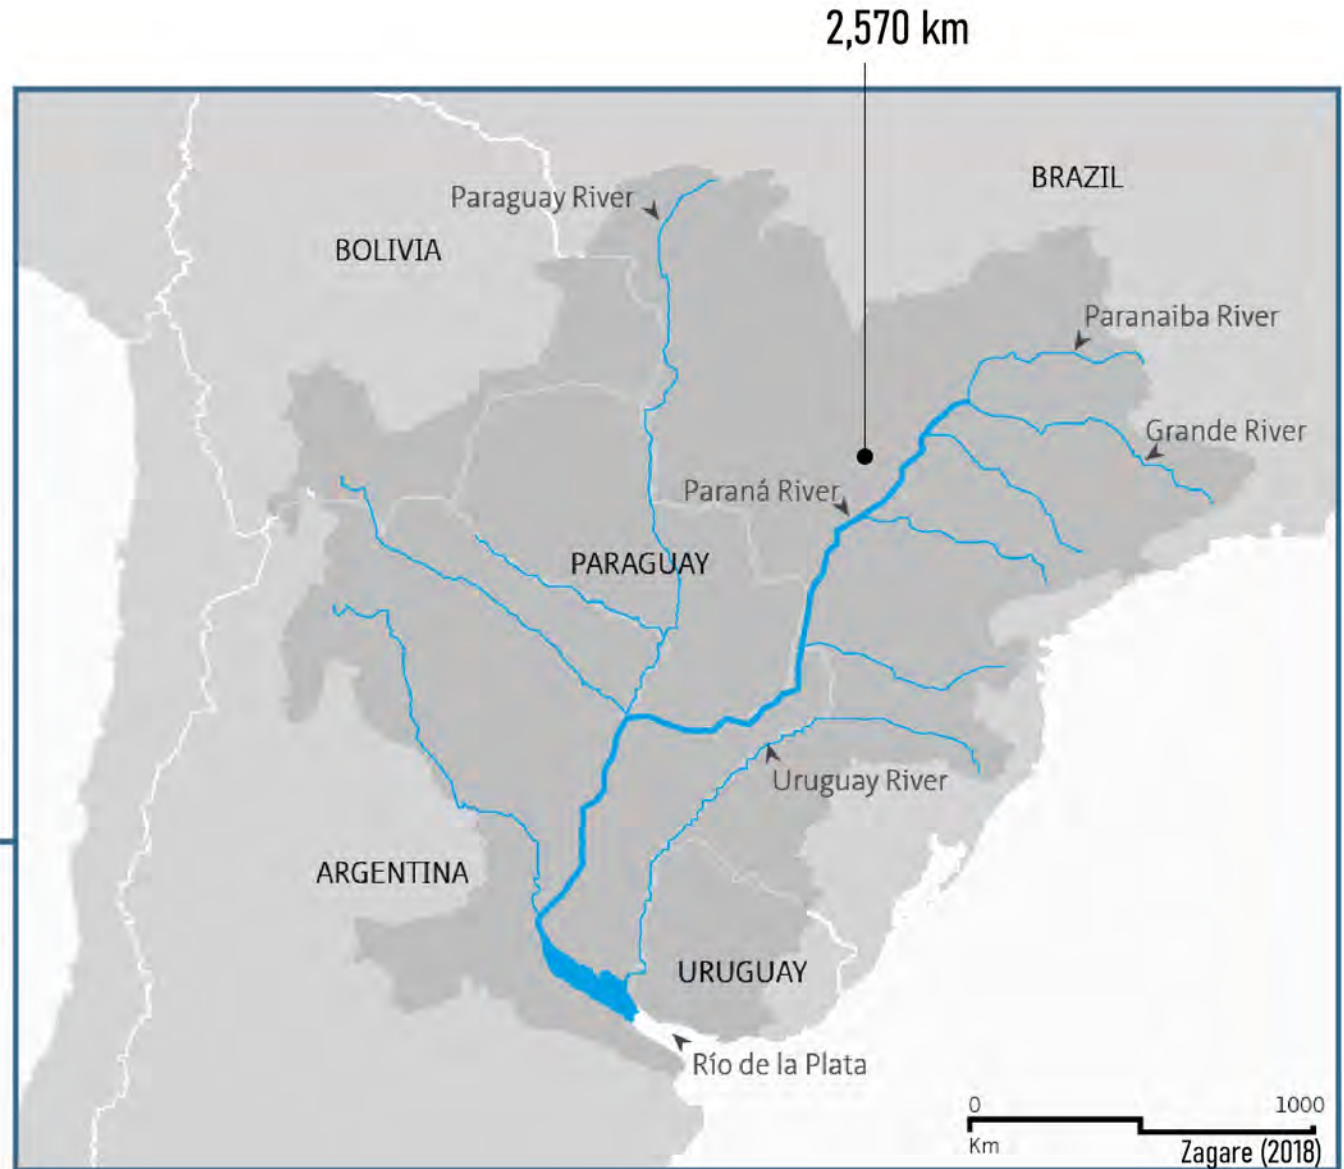 2,570 km
BRAZIL
Paraguay River
BOLIVIA
Paranaiba River
Grande River
Paraná River
PARAGUAY
Uruguay River
ARGENTINA
URUGUAY
Río de la Plata
0 1000
Km
Zagare (2018)